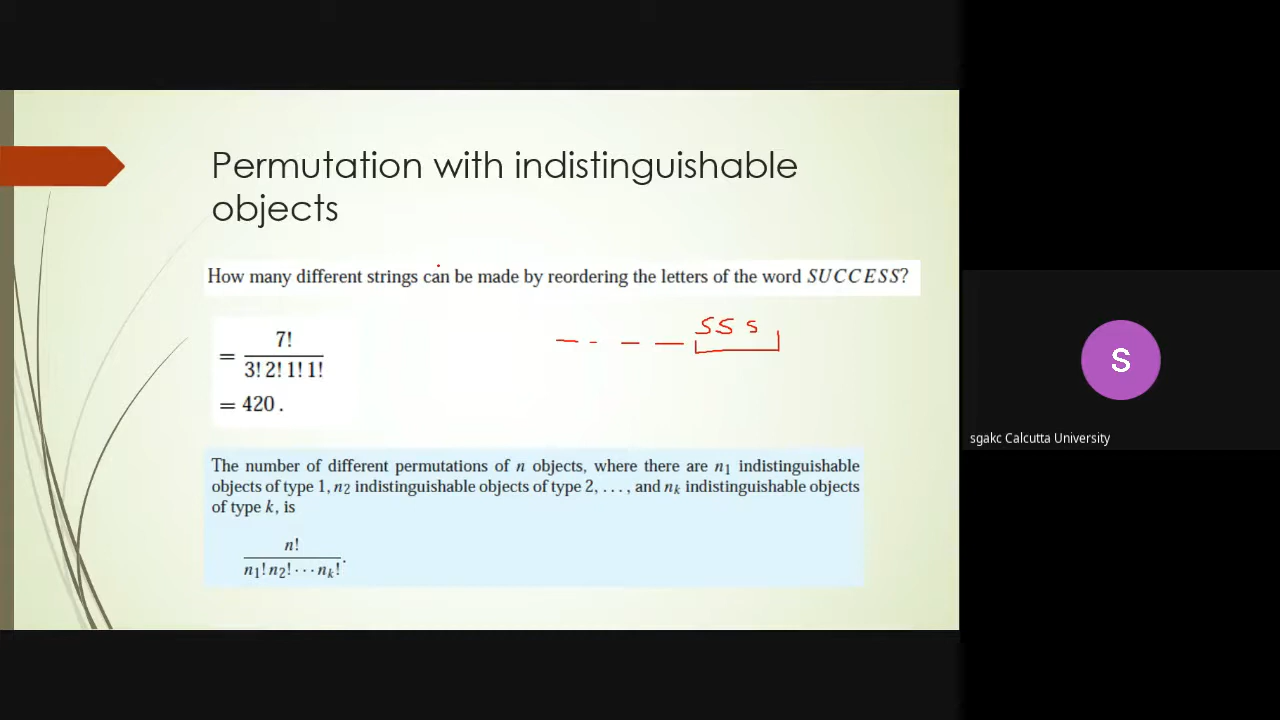 Permutation with indistinguishable
objects
How many different strings can be made by reordering the letters of the word SUCCESS?
= 7! / 3! 2! 1! 1!
= 420 .
S S S
The number of different permutations of n objects, where there are n₁ indistinguishable
objects of type 1, n₂ indistinguishable objects of type 2, . . . , and nₖ indistinguishable objects
of type k, is
n! / n₁! n₂! · · · nₖ! .
S
sgakc Calcutta University